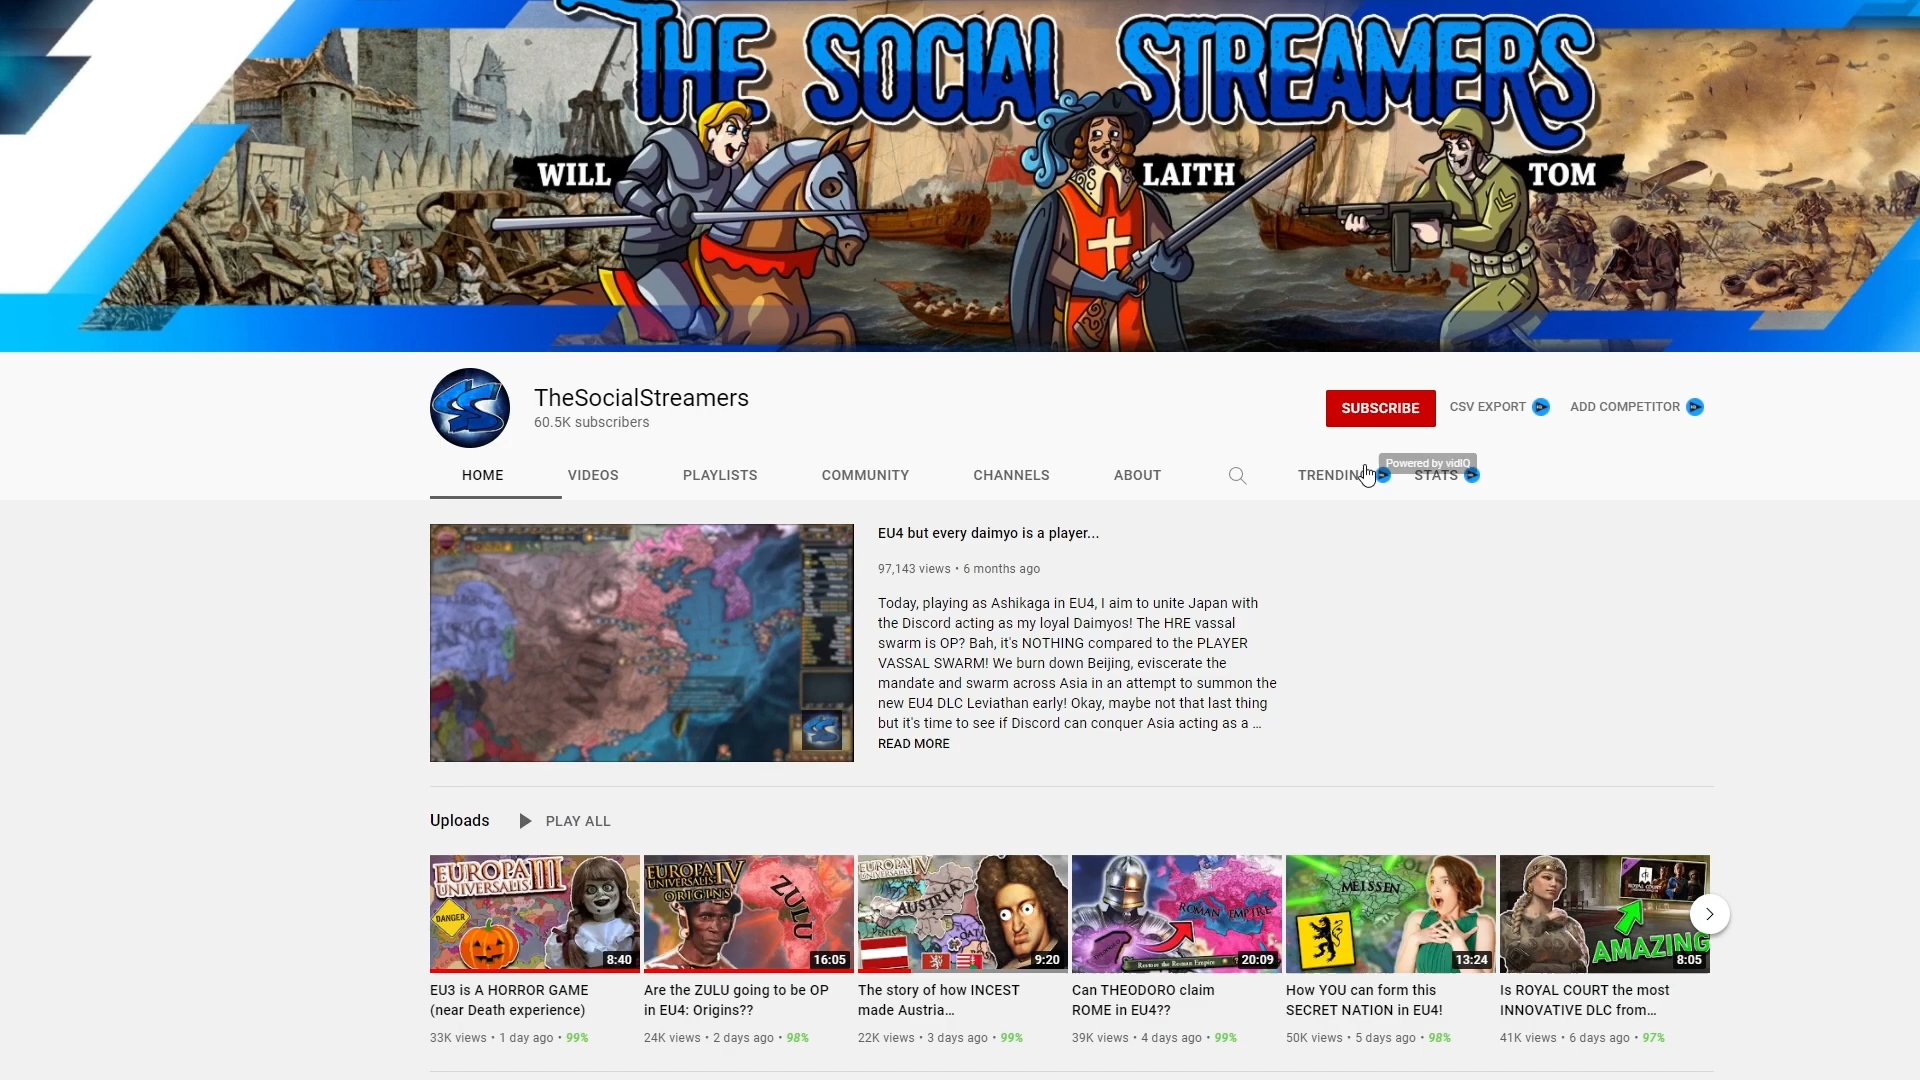 THE SOCIAL STREAMERS
WILL
LAITH
TOM
TheSocialStreamers
60.5K subscribers
SUBSCRIBE
CSV EXPORT
ADD COMPETITOR
Powered by vidIQ
HOME
VIDEOS
PLAYLISTS
COMMUNITY
CHANNELS
ABOUT
TRENDING
STATS
EU4 but every daimyo is a player...
97,143 views • 6 months ago
Today, playing as Ashikaga in EU4, I aim to unite Japan with
the Discord acting as my loyal Daimyos! The HRE vassal
swarm is OP? Bah, it's NOTHING compared to the PLAYER
VASSAL SWARM! We burn down Beijing, eviscerate the
mandate and swarm across Asia in an attempt to summon the
new EU4 DLC Leviathan early! Okay, maybe not that last thing
but it's time to see if Discord can conquer Asia acting as a ...
READ MORE
MING
Uploads
PLAY ALL
EUROPA
UNIVERSALIS III
DANGER
8:40
EU3 is A HORROR GAME
(near Death experience)
33K views • 1 day ago • 99%
EUROPA IV
UNIVERSALIS
ORIGINS
ZULU
16:05
Are the ZULU going to be OP
in EU4: Origins??
24K views • 2 days ago • 98%
EUROPA IV
UNIVERSALIS
AUSTRIA
VENICE
9:20
The story of how INCEST
made Austria...
22K views • 3 days ago • 99%
ROMAN EMPIRE
Restore the Roman Empire
20:09
Can THEODORO claim
ROME in EU4??
39K views • 4 days ago • 99%
MEISSEN
13:24
How YOU can form this
SECRET NATION in EU4!
50K views • 5 days ago • 98%
ROYAL COURT
AMAZING
8:05
Is ROYAL COURT the most
INNOVATIVE DLC from...
41K views • 6 days ago • 97%